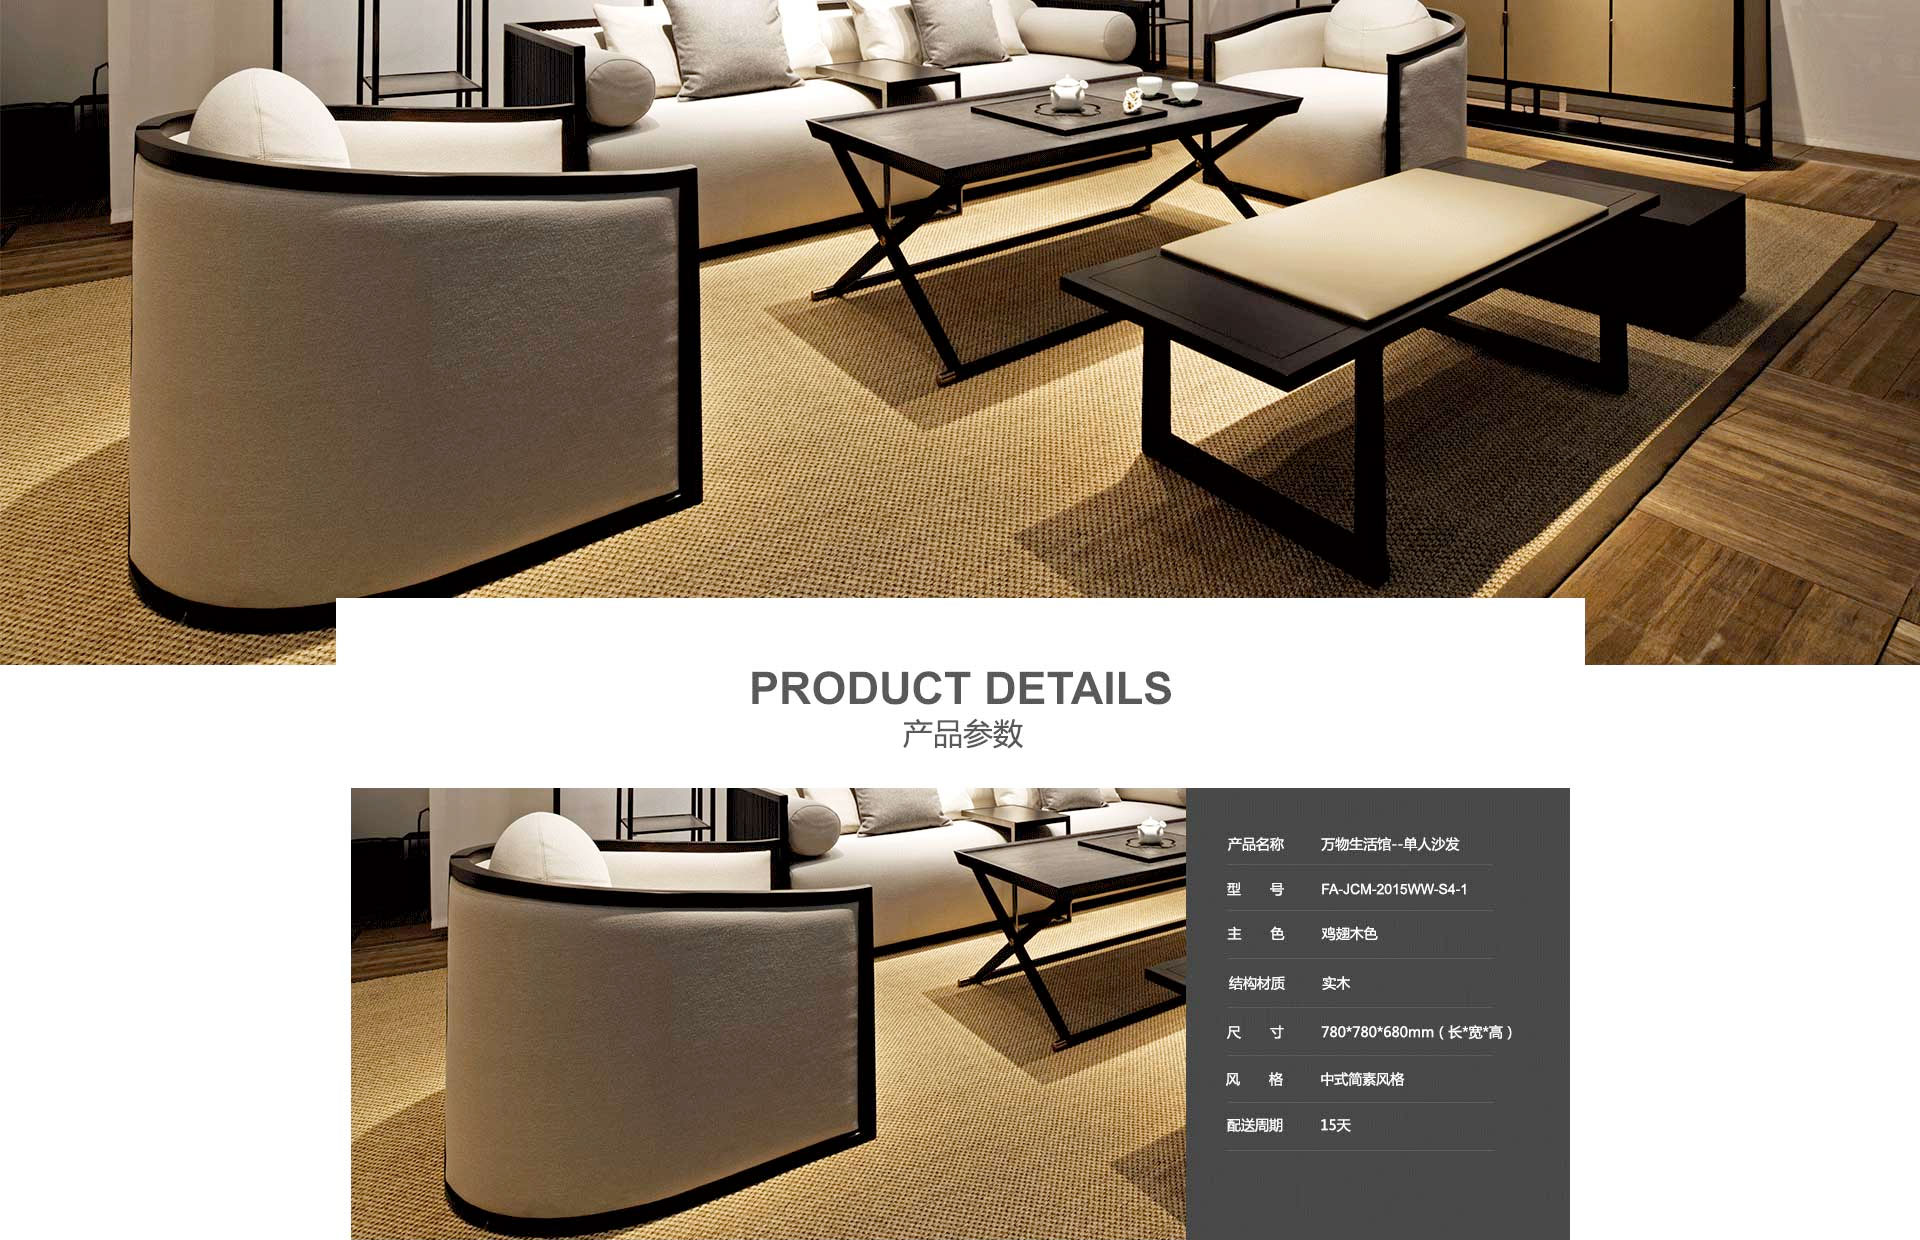 PRODUCT DETAILS
产品参数
产品名称 万物生活馆--单人沙发
型 号 FA-JCM-2015WW-S4-1
主 色 鸡翅木色
结构材质 实木
尺 寸 780*780*680mm（长*宽*高）
风 格 中式简素风格
配送周期 15天